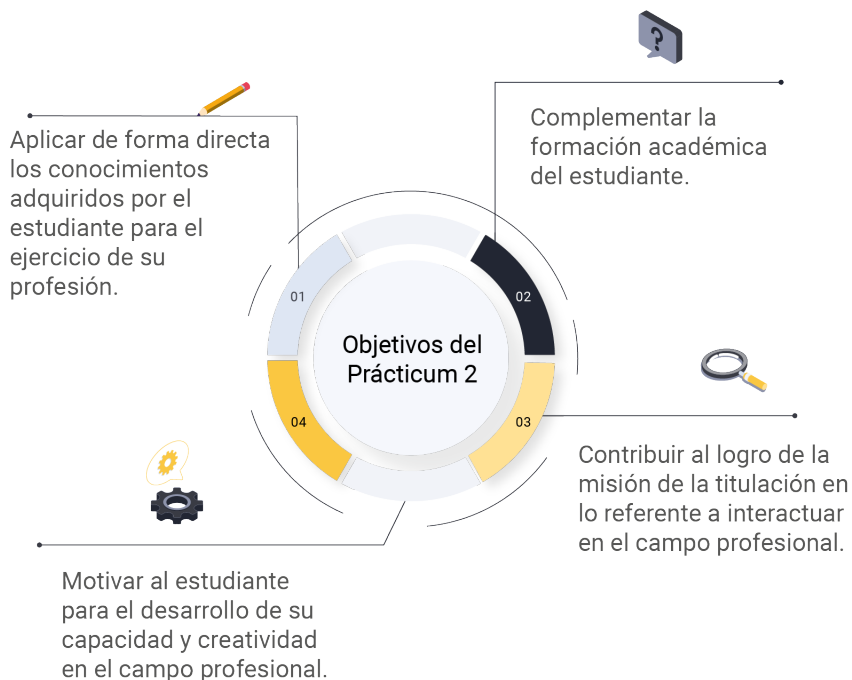 ?
Aplicar de forma directa
los conocimientos
adquiridos por el
estudiante para el
ejercicio de su
profesión.
Complementar la
formación académica
del estudiante.
01
02
Objetivos del
Prácticum 2
04
03
Contribuir al logro de la
misión de la titulación en
lo referente a interactuar
en el campo profesional.
Motivar al estudiante
para el desarrollo de su
capacidad y creatividad
en el campo profesional.